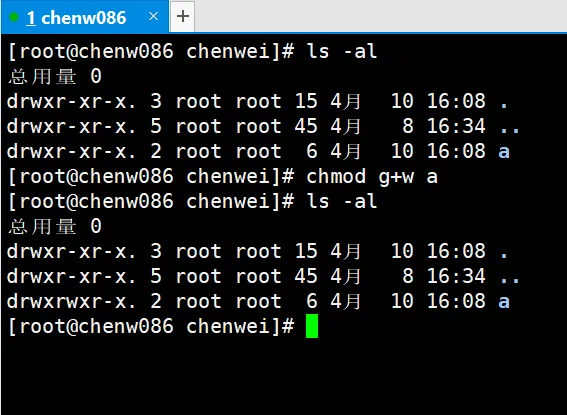 1 chenw086 × +
[root@chenw086 chenwei]# ls -al
总用量 0
drwxr-xr-x. 3 root root 15 4月  10 16:08 .
drwxr-xr-x. 5 root root 45 4月   8 16:34 ..
drwxr-xr-x. 2 root root  6 4月  10 16:08 a
[root@chenw086 chenwei]# chmod g+w a
[root@chenw086 chenwei]# ls -al
总用量 0
drwxr-xr-x. 3 root root 15 4月  10 16:08 .
drwxr-xr-x. 5 root root 45 4月   8 16:34 ..
drwxrwxr-x. 2 root root  6 4月  10 16:08 a
[root@chenw086 chenwei]#